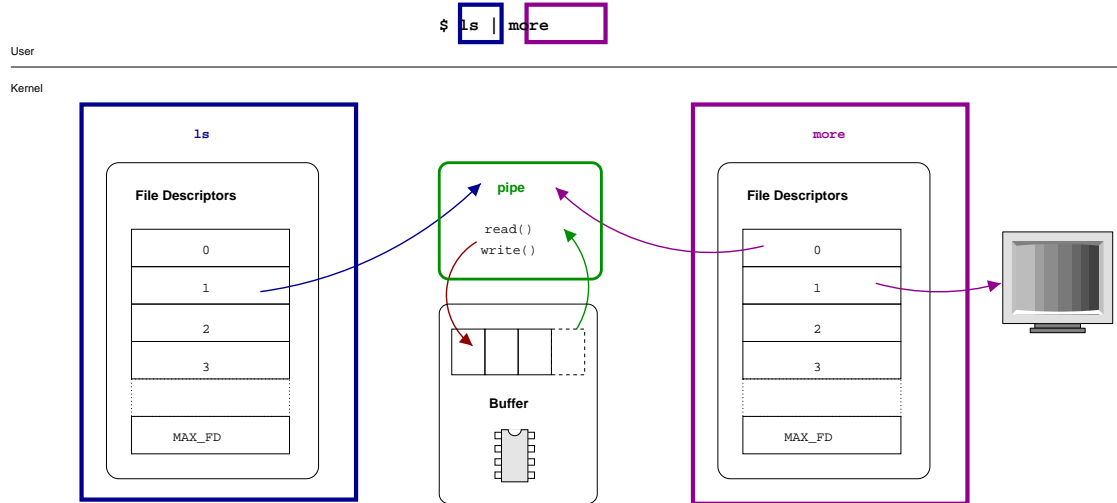 $ ls | more
User
Kernel
ls
File Descriptors
0
1
2
3
MAX_FD
pipe
read()
write()
Buffer
more
File Descriptors
0
1
2
3
MAX_FD